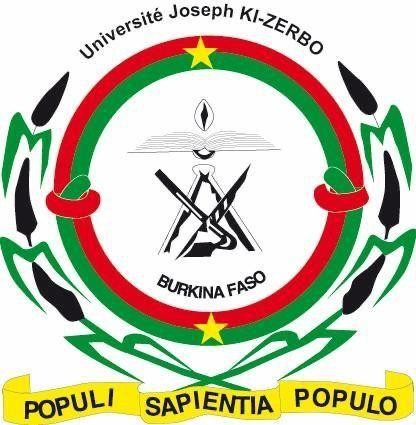 Université Joseph KI-ZERBO
BURKINA FASO
POPULI SAPIENTIA POPULO